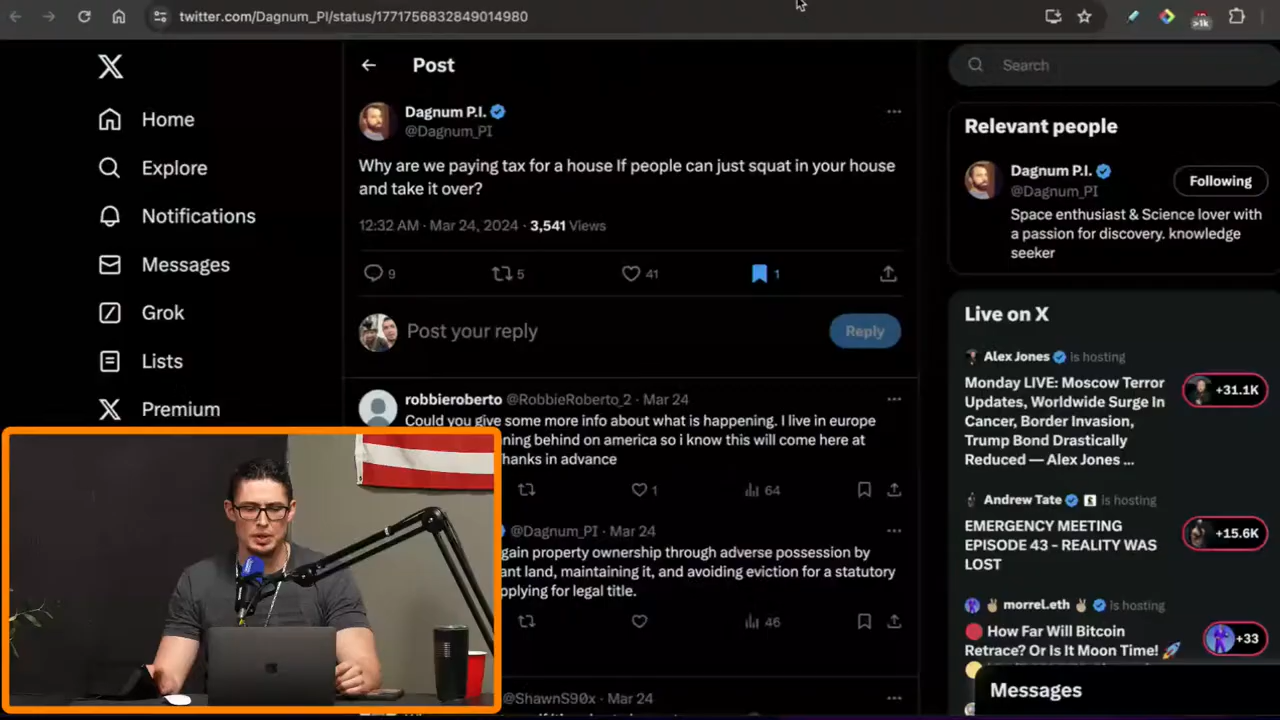 twitter.com/Dagnum_PI/status/1771756832849014980
>1k
Home
Explore
Notifications
Messages
Grok
Lists
Premium
Post
Dagnum P.I.
@Dagnum_PI
Why are we paying tax for a house If people can just squat in your house
and take it over?
12:32 AM · Mar 24, 2024 · 3,541 Views
9
5
41
1
Post your reply
Reply
robbieroberto @RobbieRoberto_2 · Mar 24
Could you give some more info about what is happening. I live in europe
behind on america so i know this will come here at
thanks in advance
1
64
@Dagnum_PI · Mar 24
gain property ownership through adverse possession by
land, maintaining it, and avoiding eviction for a statutory
applying for legal title.
46
@ShawnS90x · Mar 24
Search
Relevant people
Dagnum P.I.
@Dagnum_PI
Following
Space enthusiast & Science lover with
a passion for discovery. knowledge
seeker
Live on X
Alex Jones is hosting
Monday LIVE: Moscow Terror
Updates, Worldwide Surge In
Cancer, Border Invasion,
Trump Bond Drastically
Reduced — Alex Jones ...
+31.1K
Andrew Tate is hosting
EMERGENCY MEETING
EPISODE 43 - REALITY WAS
LOST
+15.6K
morrel.eth is hosting
How Far Will Bitcoin
Retrace? Or Is It Moon Time!
+33
Messages